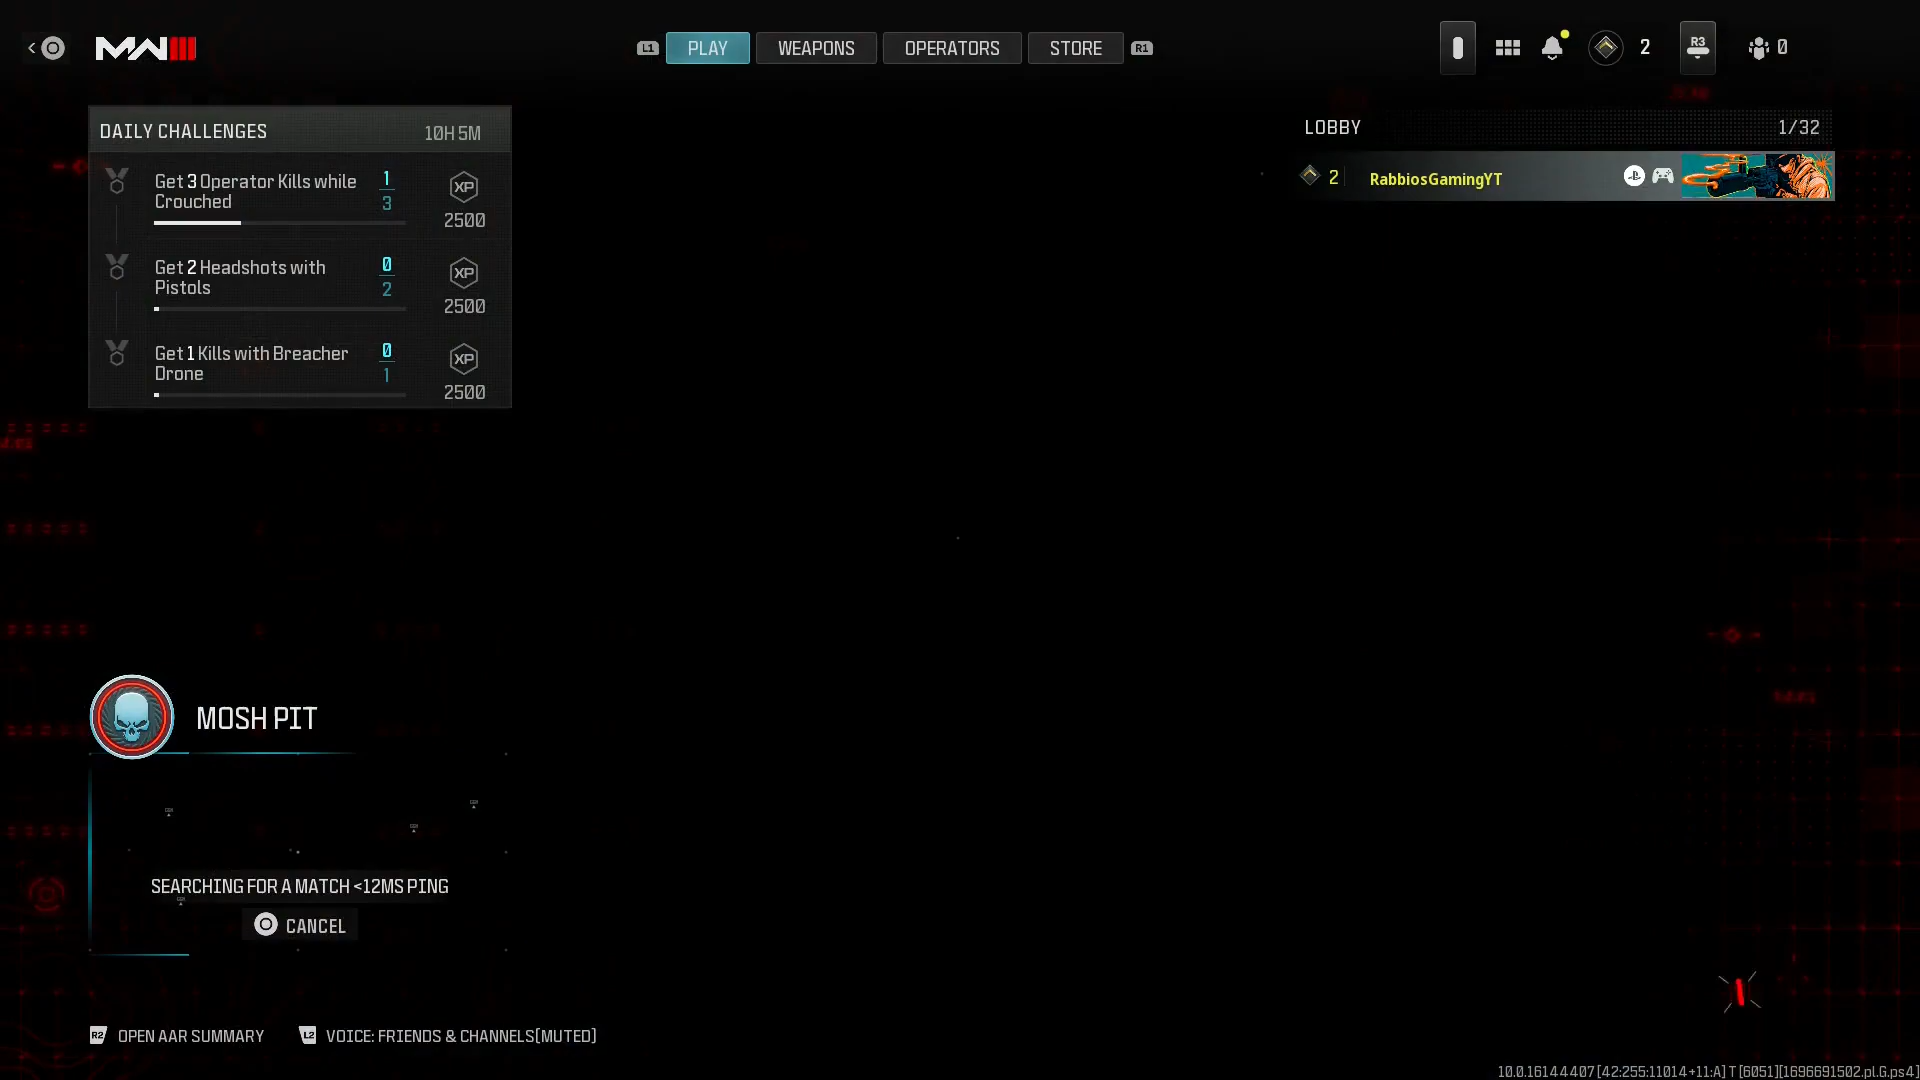 MWIII
L1 PLAY WEAPONS OPERATORS STORE R1
2 R3 0
DAILY CHALLENGES 10H 5M
Get 3 Operator Kills while
Crouched
1
3
XP
2500
Get 2 Headshots with
Pistols
0
2
XP
2500
Get 1 Kills with Breacher
Drone
0
1
XP
2500
LOBBY 1/32
2 RabbiosGamingYT
MOSH PIT
SEARCHING FOR A MATCH <12MS PING
CANCEL
R2 OPEN AAR SUMMARY L2 VOICE: FRIENDS & CHANNELS[MUTED]
10.0.16144407 [42:255:11014+11:A] T [6051][1696691502.pl.G.ps4]